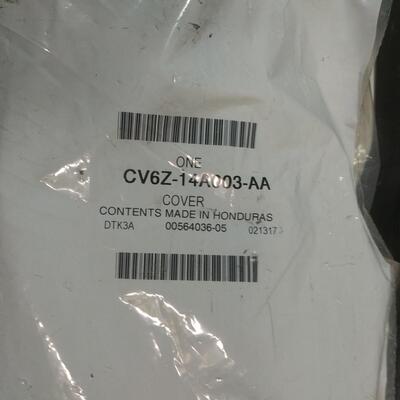 ONE
CV6Z-14A003-AA
COVER
CONTENTS MADE IN HONDURAS
DTK3A 00564036-05 021317